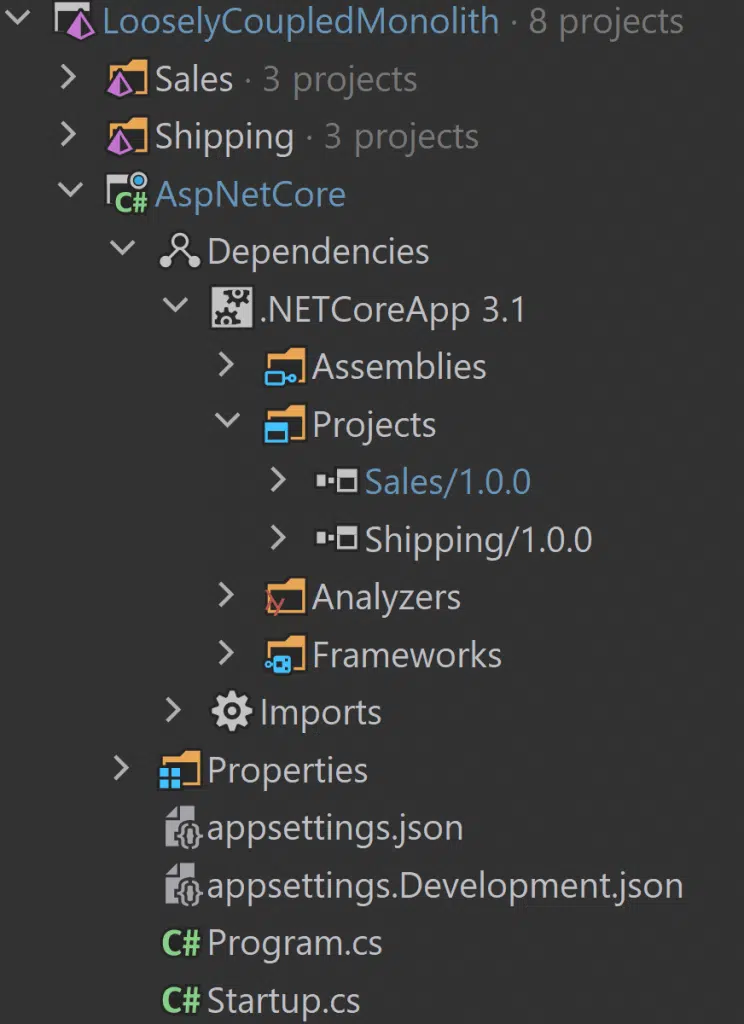 LooselyCoupledMonolith · 8 projects
Sales · 3 projects
Shipping · 3 projects
C# AspNetCore
Dependencies
.NETCoreApp 3.1
Assemblies
Projects
Sales/1.0.0
Shipping/1.0.0
Analyzers
Frameworks
Imports
Properties
appsettings.json
appsettings.Development.json
C# Program.cs
C# Startup.cs